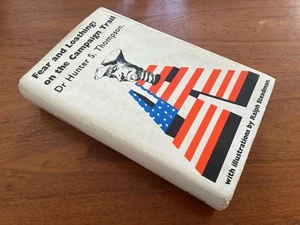 Fear and Loathing:
on the Campaign Trail
Dr Hunter S. Thompson.
with illustrations by Ralph Steadman